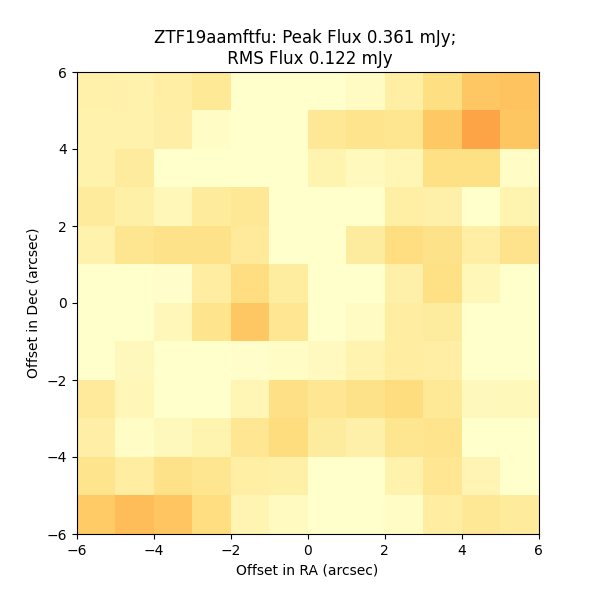 ZTF19aamftfu: Peak Flux 0.361 mJy;
RMS Flux 0.122 mJy
6
4
2
0
−2
−4
−6
Offset in Dec (arcsec)
−6 −4 −2 0 2 4 6
Offset in RA (arcsec)